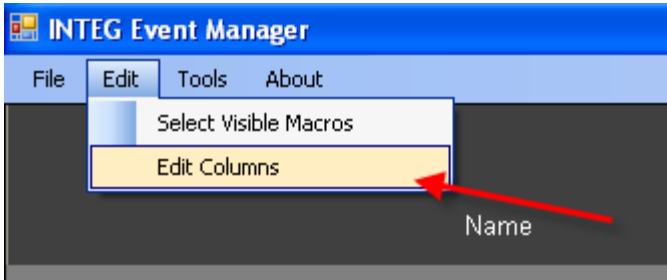 INTEG Event Manager
File Edit Tools About
Select Visible Macros
Edit Columns
Name